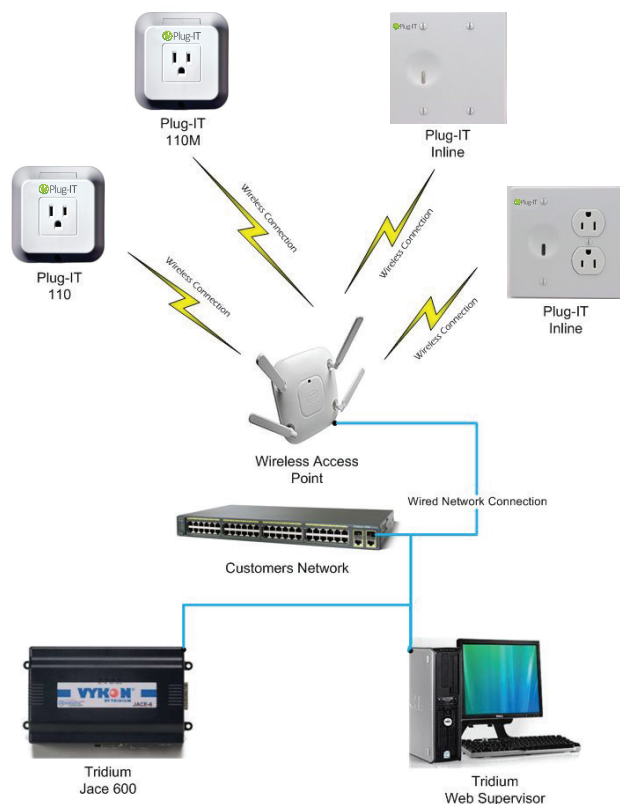 Plug-IT
Plug-IT
110M
Plug-IT
Plug-IT
Inline
Plug-IT
Plug-IT
110
Plug-IT
Plug-IT
Inline
Wireless Connection
Wireless Connection
Wireless Connection
Wireless Connection
Wireless Access
Point
Wired Network Connection
Customers Network
VYKON
BY TRIDIUM
JACE-6
Tridium
Jace 600
Tridium
Web Supervisor